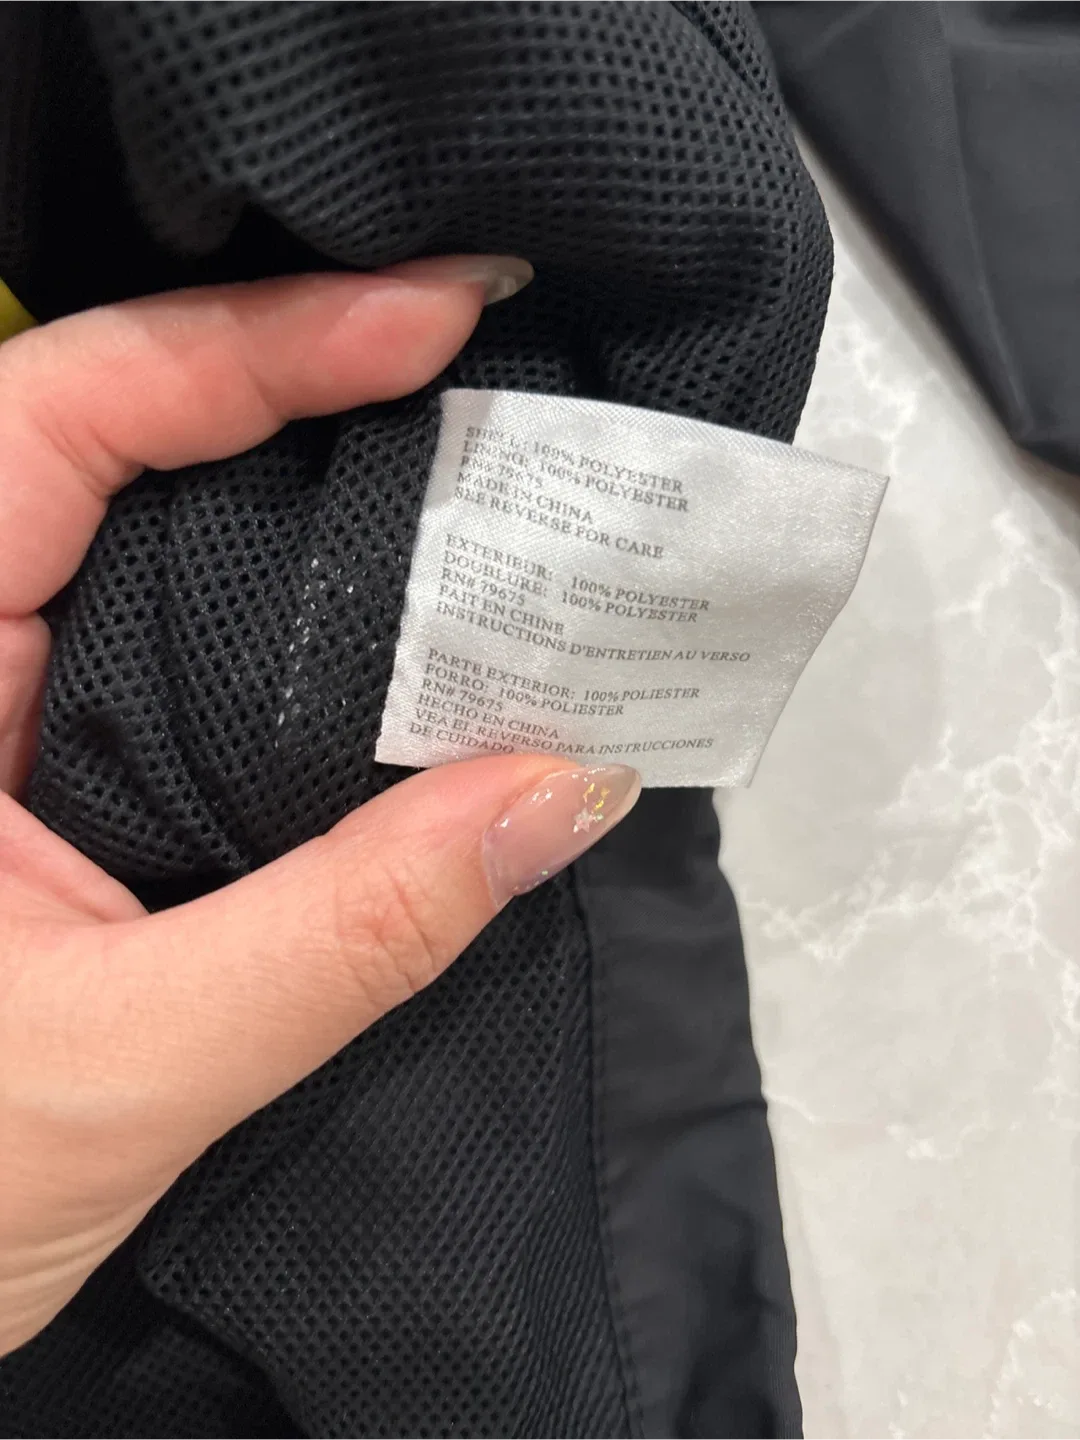 SHELL: 100% POLYESTER
LINING: 100% POLYESTER
RN# 79675
MADE IN CHINA
SEE REVERSE FOR CARE
EXTERIEUR: 100% POLYESTER
DOUBLURE: 100% POLYESTER
RN# 79675
FAIT EN CHINE
INSTRUCTIONS D'ENTRETIEN AU VERSO
PARTE EXTERIOR: 100% POLIESTER
FORRO: 100% POLIESTER
RN# 79675
HECHO EN CHINA
VEA EL REVERSO PARA INSTRUCCIONES
DE CUIDADO